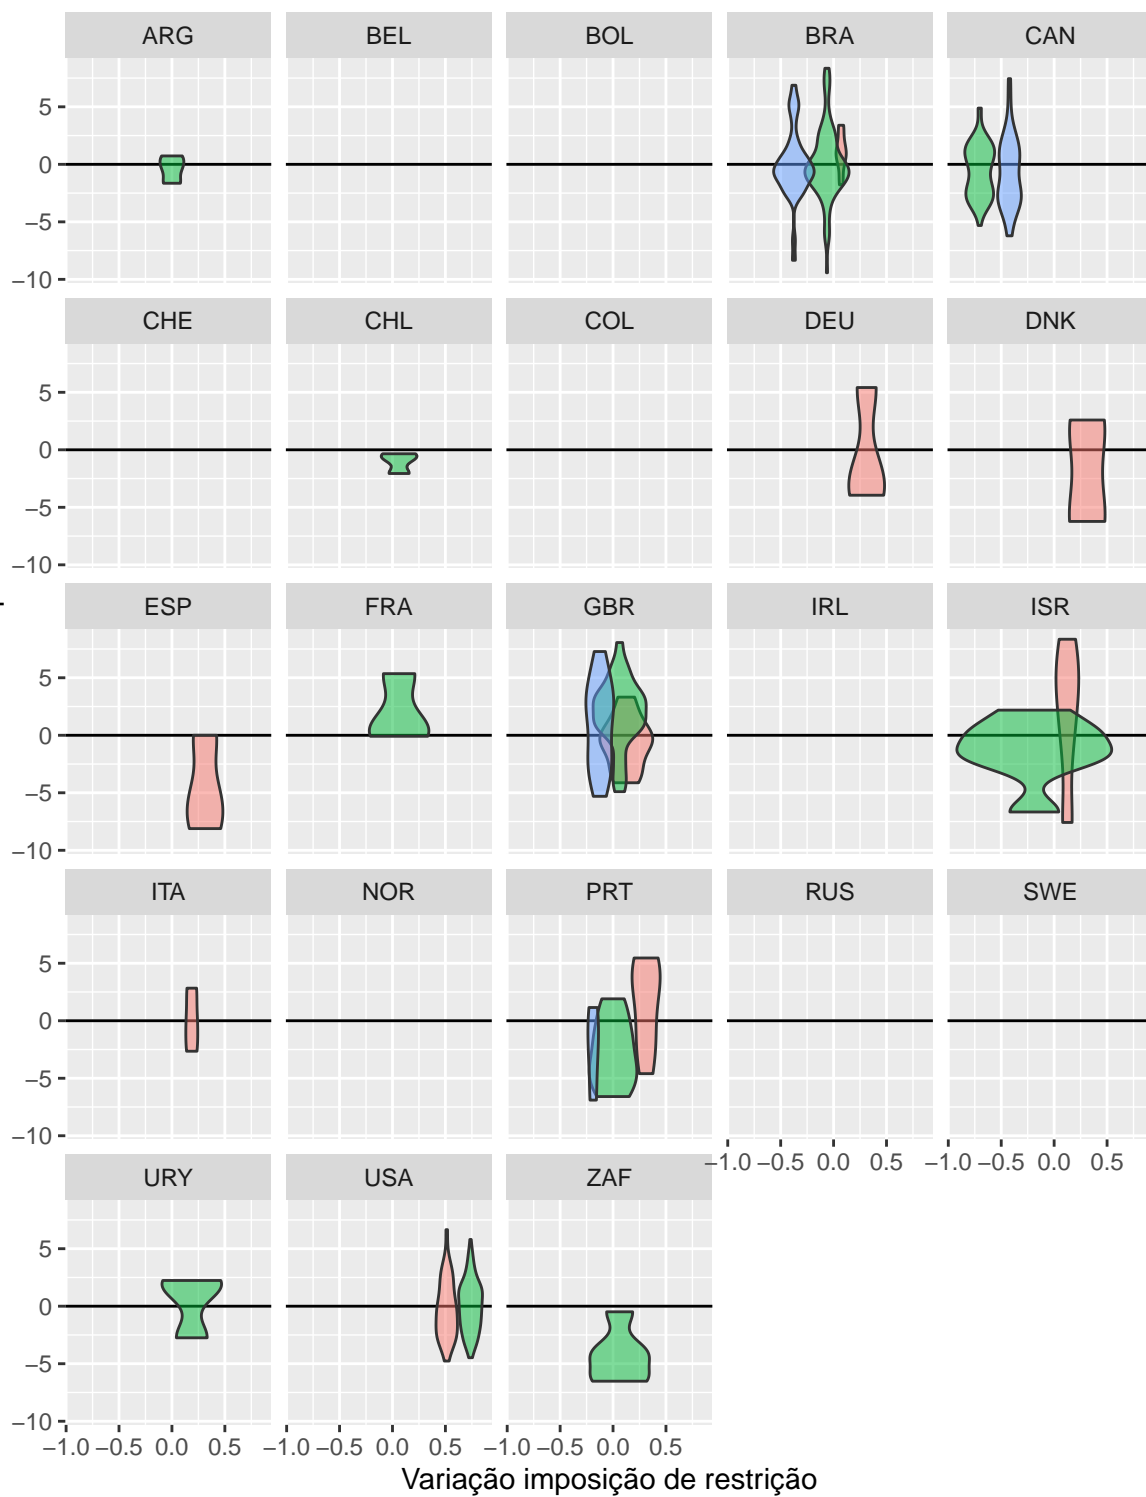 ARG BEL BOL BRA CAN
5
0
−5
−10
CHE CHL COL DEU DNK
5
0
−5
−10
ESP FRA GBR IRL ISR
5
0
−5
−10
ITA NOR PRT RUS SWE
5
0
−5
−10
−1.0 −0.5 0.0 0.5 −1.0 −0.5 0.0 0.5
URY USA ZAF
5
0
−5
−10
−1.0 −0.5 0.0 0.5 −1.0 −0.5 0.0 0.5 −1.0 −0.5 0.0 0.5
Variação imposição de restrição